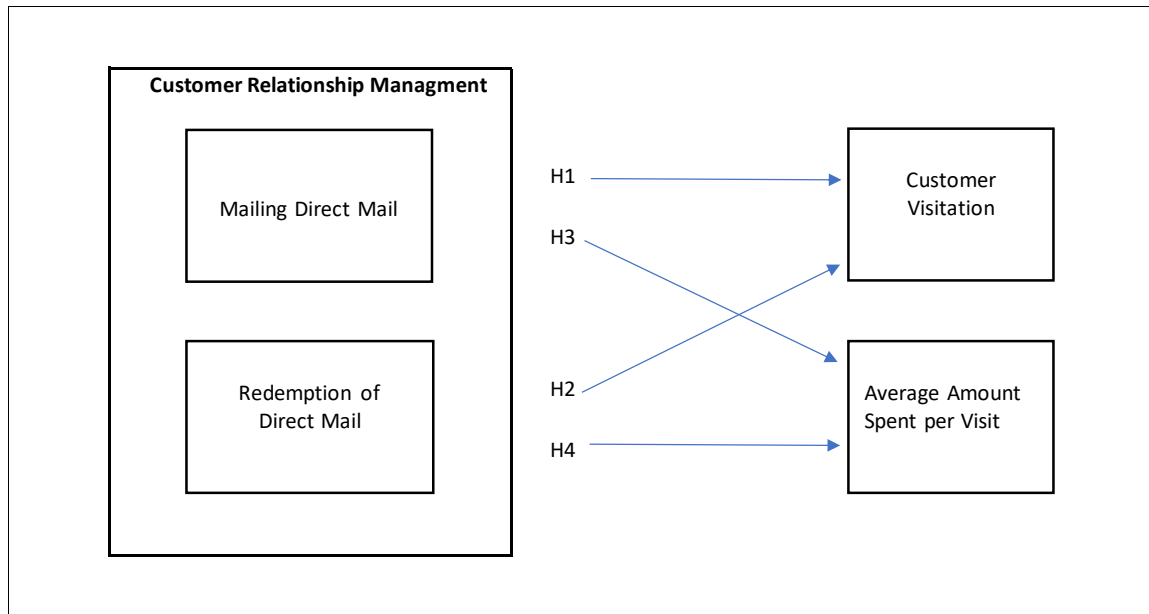 Customer Relationship Managment
Mailing Direct Mail
H1
Customer
Visitation
H3
Redemption of
Direct Mail
H2
H4
Average Amount
Spent per Visit